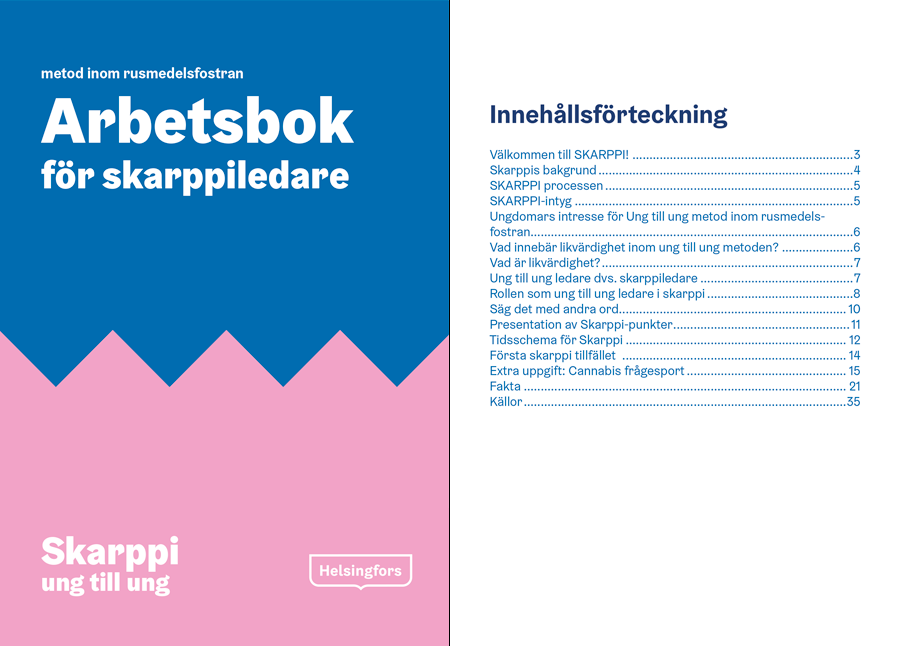 metod inom rusmedelsfostran
Arbetsbok
för skarppiledare
Skarppi
ung till ung
Helsingfors
Innehållsförteckning
Välkommen till SKARPPI! ................................................................3
Skarppis bakgrund ..........................................................................4
SKARPPI processen ........................................................................5
SKARPPI-intyg .................................................................................5
Ungdomars intresse för Ung till ung metod inom rusmedels-
fostran..............................................................................................6
Vad innebär likvärdighet inom ung till ung metoden? .....................6
Vad är likvärdighet?.........................................................................7
Ung till ung ledare dvs. skarppiledare ............................................7
Rollen som ung till ung ledare i skarppi ..........................................8
Säg det med andra ord.................................................................. 10
Presentation av Skarppi-punkter................................................... 11
Tidsschema för Skarppi ................................................................ 12
Första skarppi tillfället ................................................................. 14
Extra uppgift: Cannabis frågesport .............................................. 15
Fakta ............................................................................................. 21
Källor..............................................................................................35